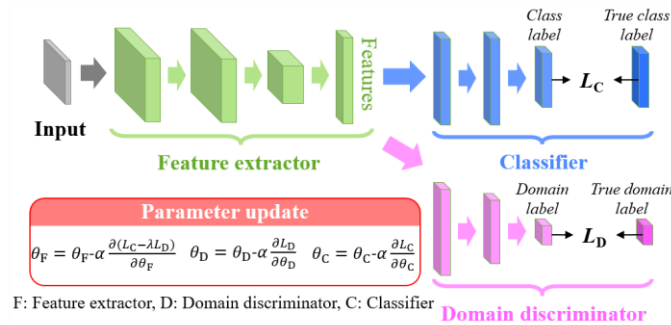 Class label
True class label
Features
L_C
Input
Feature extractor
Classifier
Domain label
True domain label
L_D
Parameter update
θ_F = θ_F-α ∂(L_C-λL_D)/∂θ_F θ_D = θ_D-α ∂L_D/∂θ_D θ_C = θ_C-α ∂L_C/∂θ_C
F: Feature extractor, D: Domain discriminator, C: Classifier
Domain discriminator